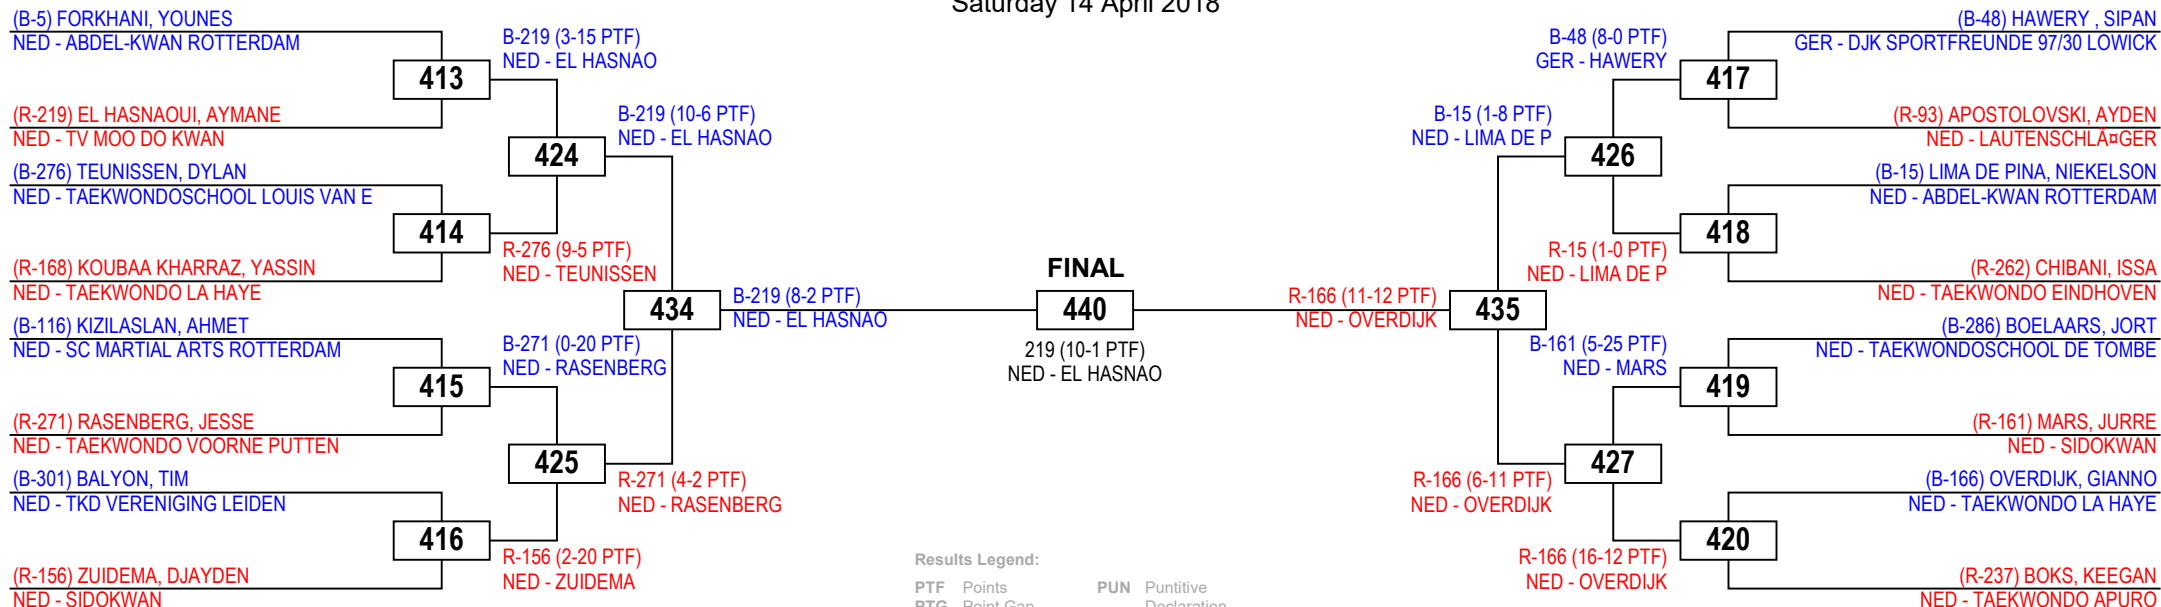 Saturday 14 April 2018
(B-5) FORKHANI, YOUNES
NED - ABDEL-KWAN ROTTERDAM
413
(R-219) EL HASNAOUI, AYMANE
NED - TV MOO DO KWAN
(B-276) TEUNISSEN, DYLAN
NED - TAEKWONDOSCHOOL LOUIS VAN E
414
(R-168) KOUBAA KHARRAZ, YASSIN
NED - TAEKWONDO LA HAYE
(B-116) KIZILASLAN, AHMET
NED - SC MARTIAL ARTS ROTTERDAM
415
(R-271) RASENBERG, JESSE
NED - TAEKWONDO VOORNE PUTTEN
(B-301) BALYON, TIM
NED - TKD VERENIGING LEIDEN
416
(R-156) ZUIDEMA, DJAYDEN
NED - SIDOKWAN
B-219 (3-15 PTF)
NED - EL HASNAO
424
R-276 (9-5 PTF)
NED - TEUNISSEN
B-271 (0-20 PTF)
NED - RASENBERG
425
R-156 (2-20 PTF)
NED - ZUIDEMA
B-219 (10-6 PTF)
NED - EL HASNAO
434
R-271 (4-2 PTF)
NED - RASENBERG
B-219 (8-2 PTF)
NED - EL HASNAO
FINAL
440
219 (10-1 PTF)
NED - EL HASNAO
R-166 (11-12 PTF)
NED - OVERDIJK
B-15 (1-8 PTF)
NED - LIMA DE P
435
R-166 (6-11 PTF)
NED - OVERDIJK
B-48 (8-0 PTF)
GER - HAWERY
426
R-15 (1-0 PTF)
NED - LIMA DE P
B-161 (5-25 PTF)
NED - MARS
427
R-166 (16-12 PTF)
NED - OVERDIJK
(B-48) HAWERY , SIPAN
GER - DJK SPORTFREUNDE 97/30 LOWICK
417
(R-93) APOSTOLOVSKI, AYDEN
NED - LAUTENSCHLÃ¤GER
(B-15) LIMA DE PINA, NIEKELSON
NED - ABDEL-KWAN ROTTERDAM
418
(R-262) CHIBANI, ISSA
NED - TAEKWONDO EINDHOVEN
(B-286) BOELAARS, JORT
NED - TAEKWONDOSCHOOL DE TOMBE
419
(R-161) MARS, JURRE
NED - SIDOKWAN
(B-166) OVERDIJK, GIANNO
NED - TAEKWONDO LA HAYE
420
(R-237) BOKS, KEEGAN
NED - TAEKWONDO APURO
Results Legend:
PTF Points PUN Puntitive
PTG Point Gap Declaration